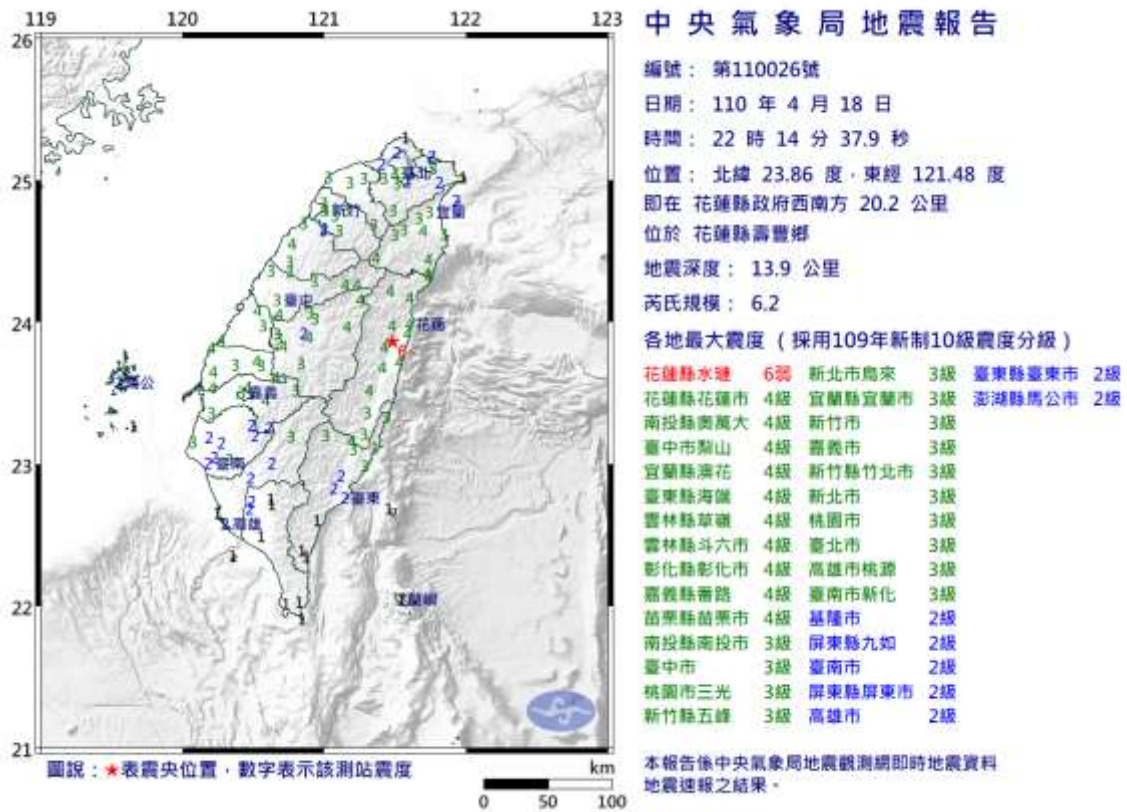 119 120 121 122 123
26
25
24
23
22
21
臺北
新竹
宜蘭
臺中
花蓮
馬公
嘉義
臺南
臺東
高雄
蘭嶼
圖說：★表震央位置，數字表示該測站震度
km
0 50 100
中央氣象局地震報告
編號： 第110026號
日期： 110 年 4 月 18 日
時間： 22 時 14 分 37.9 秒
位置： 北緯 23.86 度，東經 121.48 度
即在 花蓮縣政府西南方 20.2 公里
位於 花蓮縣壽豐鄉
地震深度： 13.9 公里
芮氏規模： 6.2
各地最大震度（採用109年新制10級震度分級）
花蓮縣水璉 6弱 新北市烏來 3級 臺東縣臺東市 2級
花蓮縣花蓮市 4級 宜蘭縣宜蘭市 3級 澎湖縣馬公市 2級
南投縣奧萬大 4級 新竹市 3級
臺中市梨山 4級 嘉義市 3級
宜蘭縣澳花 4級 新竹縣竹北市 3級
臺東縣海端 4級 新北市 3級
雲林縣草嶺 4級 桃園市 3級
雲林縣斗六市 4級 臺北市 3級
彰化縣彰化市 4級 高雄市桃源 3級
嘉義縣番路 4級 臺南市新化 3級
苗栗縣苗栗市 4級 基隆市 2級
南投縣南投市 3級 屏東縣九如 2級
臺中市 3級 臺南市 2級
桃園市三光 3級 屏東縣屏東市 2級
新竹縣五峰 3級 高雄市 2級
本報告係中央氣象局地震觀測網即時地震資料
地震速報之結果。